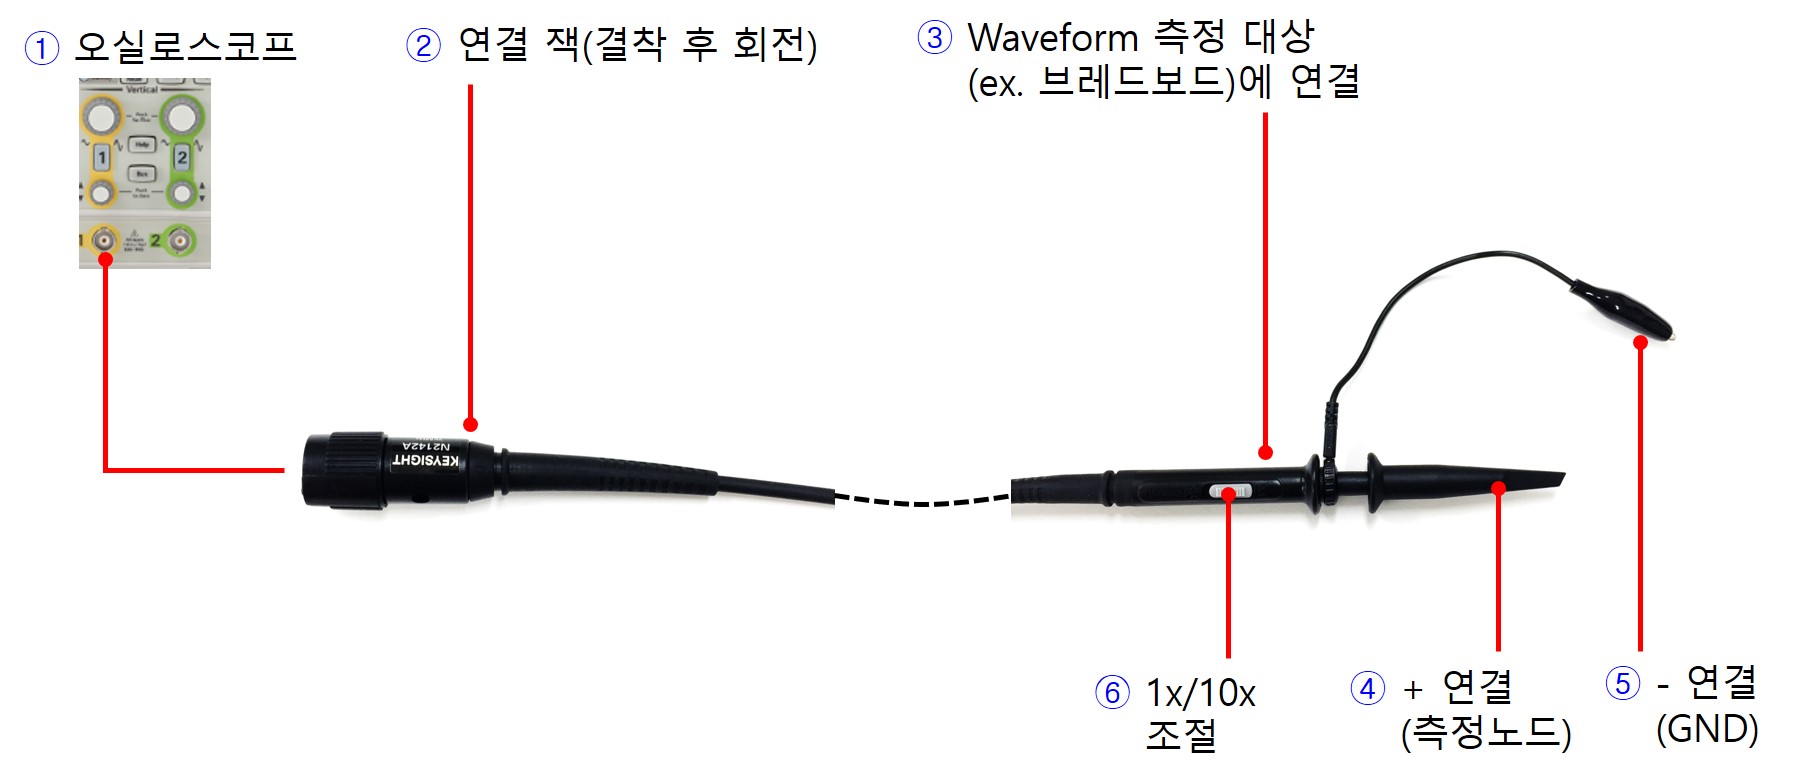 ① 오실로스코프
② 연결 잭(결착 후 회전)
③ Waveform 측정 대상
(ex. 브레드보드)에 연결
Vertical
1
Help
2
Bus
1
2
KEYSIGHT
N2142A
⑥ 1x/10x
조절
④ + 연결
(측정노드)
⑤ - 연결
(GND)